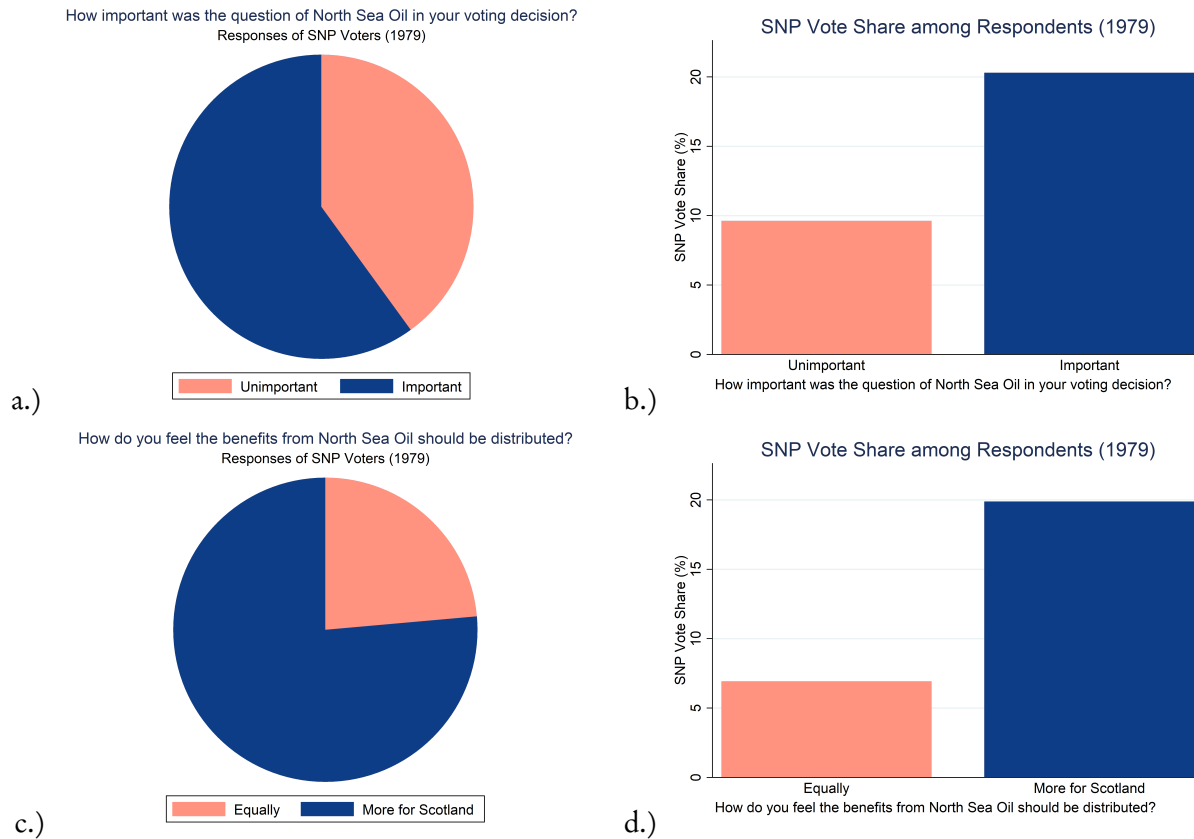 How important was the question of North Sea Oil in your voting decision?
Responses of SNP Voters (1979)
Unimportant
Important
a.)
SNP Vote Share among Respondents (1979)
SNP Vote Share (%)
20
15
10
5
0
Unimportant
Important
How important was the question of North Sea Oil in your voting decision?
b.)
How do you feel the benefits from North Sea Oil should be distributed?
Responses of SNP Voters (1979)
Equally
More for Scotland
c.)
SNP Vote Share among Respondents (1979)
SNP Vote Share (%)
20
15
10
5
0
Equally
More for Scotland
How do you feel the benefits from North Sea Oil should be distributed?
d.)